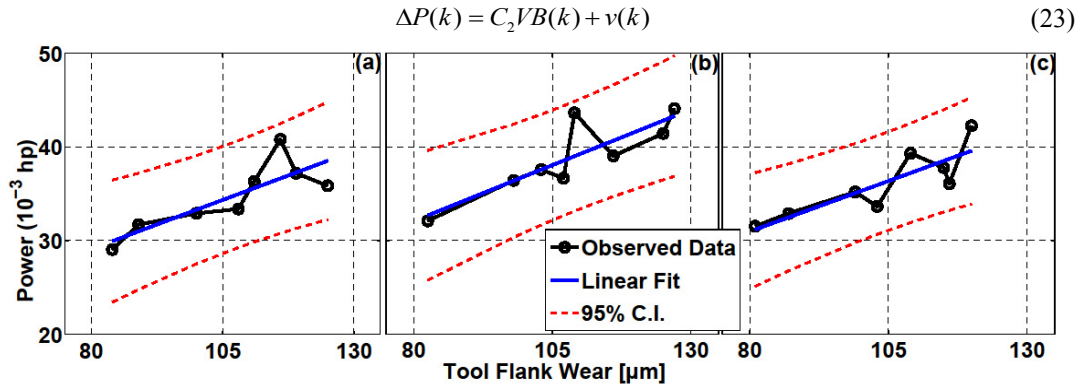 ΔP(k) = C₂VB(k) + v(k) (23)
50 (a) (b) (c)
40
30
20
Power (10⁻³ hp)
Observed Data
Linear Fit
95% C.I.
80 105 130 80 105 130 80 105 130
Tool Flank Wear [µm]